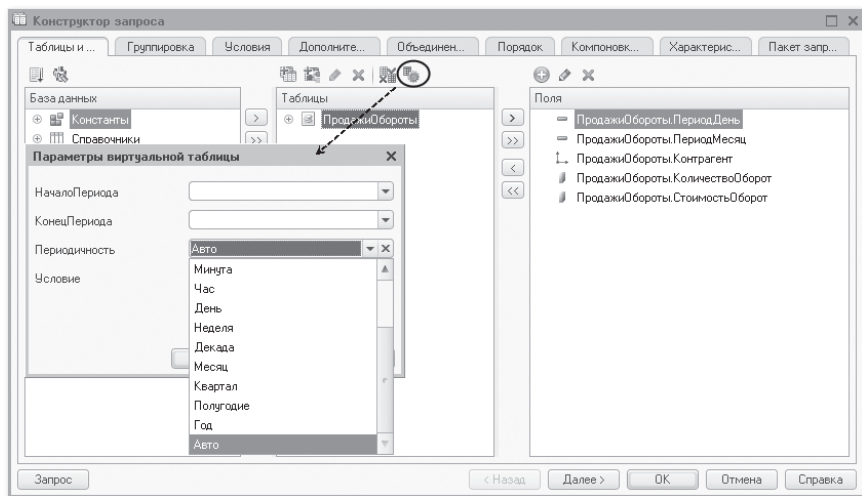 Конструктор запроса
Таблицы и ...
Группировка
Условия
Дополните...
Объединен...
Порядок
Компоновк...
Характерис...
Пакет запр...
База данных
Константы
Справочники
Таблицы
ПродажиОбороты
Поля
ПродажиОбороты.ПериодДень
ПродажиОбороты.ПериодМесяц
ПродажиОбороты.Контрагент
ПродажиОбороты.КоличествоОборот
ПродажиОбороты.СтоимостьОборот
Параметры виртуальной таблицы
НачалоПериода
КонецПериода
Периодичность
Авто
Условие
Минута
Час
День
Неделя
Декада
Месяц
Квартал
Полугодие
Год
Авто
Запрос
< Назад
Далее >
OK
Отмена
Справка